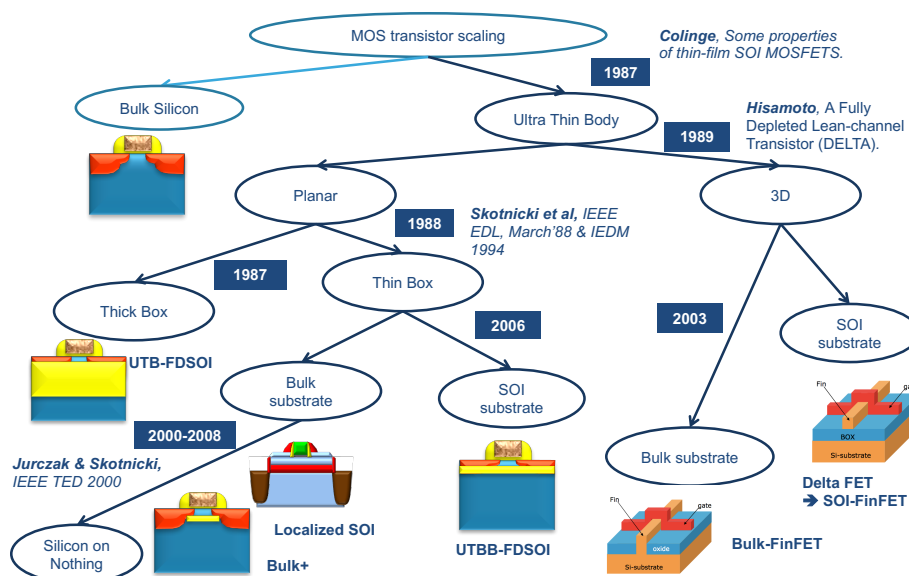 MOS transistor scaling
Colinge, Some properties
of thin-film SOI MOSFETS.
1987
Bulk Silicon
Ultra Thin Body
Hisamoto, A Fully
Depleted Lean-channel
Transistor (DELTA).
1989
Planar
3D
1988
Skotnicki et al, IEEE
EDL, March'88 & IEDM
1994
1987
Thick Box
Thin Box
UTB-FDSOI
2006
2003
SOI
substrate
Bulk
substrate
SOI
substrate
2000-2008
Jurczak & Skotnicki,
IEEE TED 2000
Localized SOI
Silicon on
Nothing
Bulk+
UTBB-FDSOI
Bulk substrate
Fin
gate
BOX
Si-substrate
Delta FET
➔ SOI-FinFET
Fin
gate
oxide
Si-substrate
Bulk-FinFET